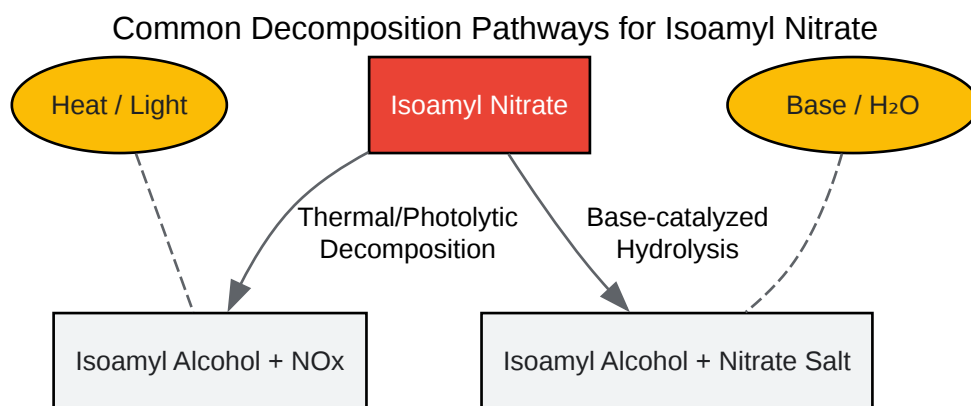 Common Decomposition Pathways for Isoamyl Nitrate
Heat / Light
Isoamyl Nitrate
Base / H₂O
Thermal/Photolytic
Decomposition
Base-catalyzed
Hydrolysis
Isoamyl Alcohol + NOx
Isoamyl Alcohol + Nitrate Salt